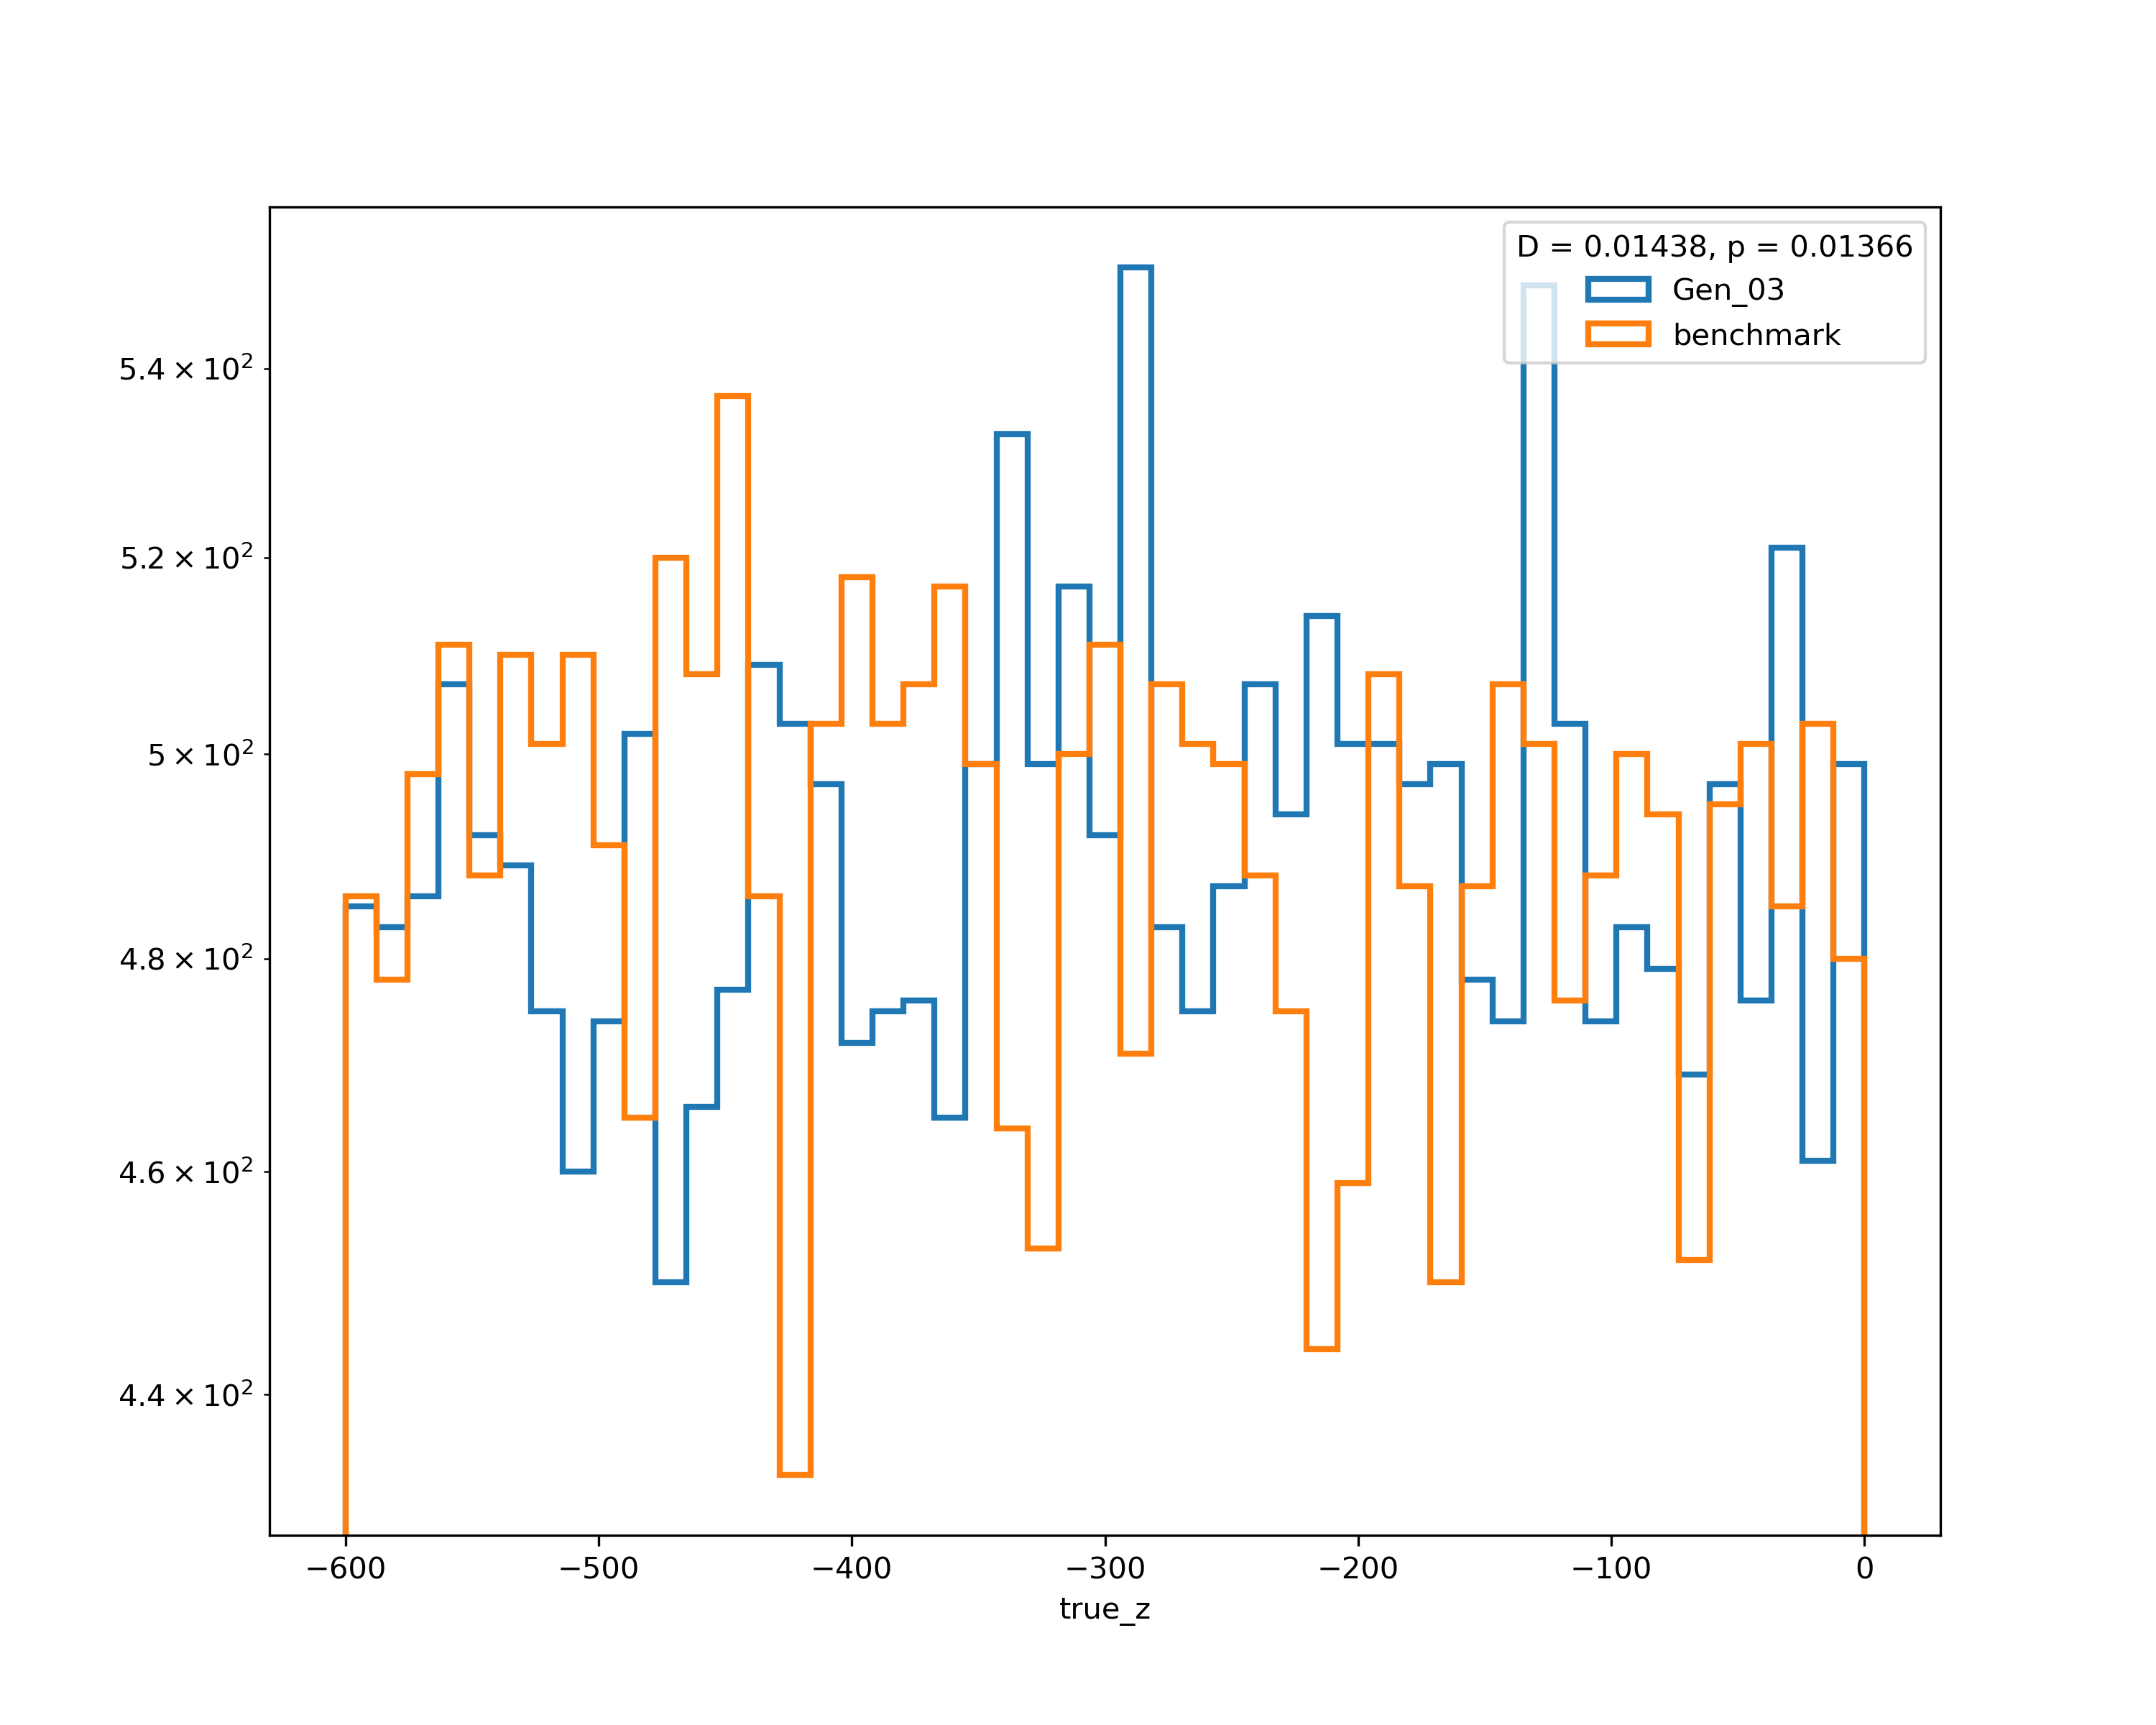 D = 0.01438, p = 0.01366
Gen_03
benchmark
5.4 × 10²
5.2 × 10²
5 × 10²
4.8 × 10²
4.6 × 10²
4.4 × 10²
−600 −500 −400 −300 −200 −100 0
true_z